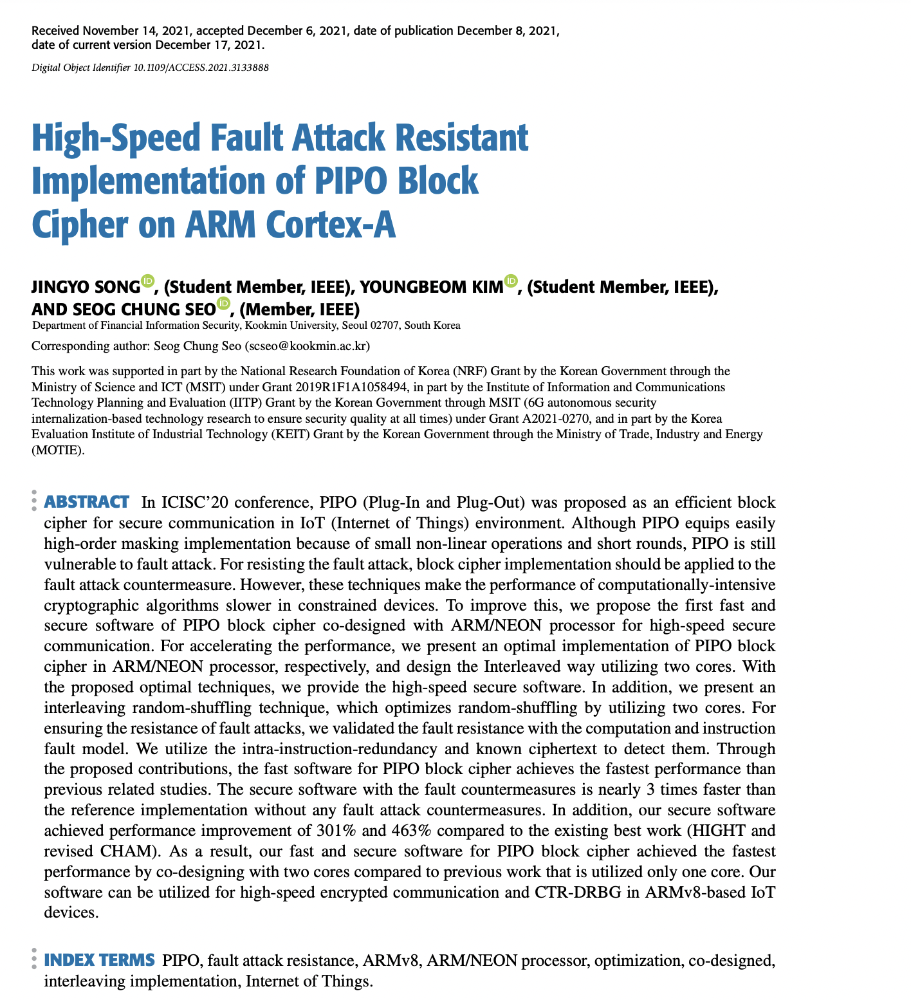 Received November 14, 2021, accepted December 6, 2021, date of publication December 8, 2021,
date of current version December 17, 2021.
Digital Object Identifier 10.1109/ACCESS.2021.3133888
High-Speed Fault Attack Resistant
Implementation of PIPO Block
Cipher on ARM Cortex-A
JINGYO SONG iD, (Student Member, IEEE), YOUNGBEOM KIM iD, (Student Member, IEEE),
AND SEOG CHUNG SEO iD, (Member, IEEE)
Department of Financial Information Security, Kookmin University, Seoul 02707, South Korea
Corresponding author: Seog Chung Seo (scseo@kookmin.ac.kr)
This work was supported in part by the National Research Foundation of Korea (NRF) Grant by the Korean Government through the
Ministry of Science and ICT (MSIT) under Grant 2019R1F1A1058494, in part by the Institute of Information and Communications
Technology Planning and Evaluation (IITP) Grant by the Korean Government through MSIT (6G autonomous security
internalization-based technology research to ensure security quality at all times) under Grant A2021-0270, and in part by the Korea
Evaluation Institute of Industrial Technology (KEIT) Grant by the Korean Government through the Ministry of Trade, Industry and Energy
(MOTIE).
ABSTRACT In ICISC’20 conference, PIPO (Plug-In and Plug-Out) was proposed as an efficient block
cipher for secure communication in IoT (Internet of Things) environment. Although PIPO equips easily
high-order masking implementation because of small non-linear operations and short rounds, PIPO is still
vulnerable to fault attack. For resisting the fault attack, block cipher implementation should be applied to the
fault attack countermeasure. However, these techniques make the performance of computationally-intensive
cryptographic algorithms slower in constrained devices. To improve this, we propose the first fast and
secure software of PIPO block cipher co-designed with ARM/NEON processor for high-speed secure
communication. For accelerating the performance, we present an optimal implementation of PIPO block
cipher in ARM/NEON processor, respectively, and design the Interleaved way utilizing two cores. With
the proposed optimal techniques, we provide the high-speed secure software. In addition, we present an
interleaving random-shuffling technique, which optimizes random-shuffling by utilizing two cores. For
ensuring the resistance of fault attacks, we validated the fault resistance with the computation and instruction
fault model. We utilize the intra-instruction-redundancy and known ciphertext to detect them. Through
the proposed contributions, the fast software for PIPO block cipher achieves the fastest performance than
previous related studies. The secure software with the fault countermeasures is nearly 3 times faster than
the reference implementation without any fault attack countermeasures. In addition, our secure software
achieved performance improvement of 301% and 463% compared to the existing best work (HIGHT and
revised CHAM). As a result, our fast and secure software for PIPO block cipher achieved the fastest
performance by co-designing with two cores compared to previous work that is utilized only one core. Our
software can be utilized for high-speed encrypted communication and CTR-DRBG in ARMv8-based IoT
devices.
INDEX TERMS PIPO, fault attack resistance, ARMv8, ARM/NEON processor, optimization, co-designed,
interleaving implementation, Internet of Things.